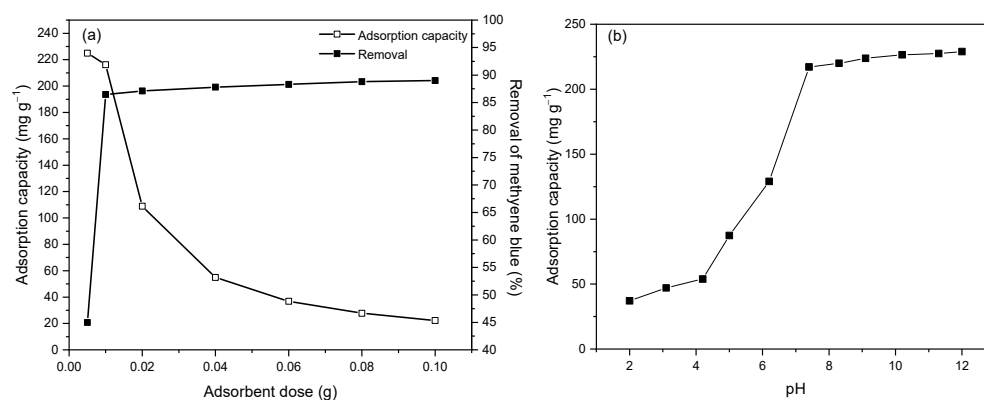 (a)
Adsorption capacity
Removal
Adsorption capacity (mg g⁻¹)
220
200
180
160
140
120
100
80
60
40
20
0
Removal of methyene blue (%)
100
95
90
85
80
75
70
65
60
55
50
45
40
0.00 0.02 0.04 0.06 0.08 0.10
Adsorbent dose (g)
(b)
Adsorption capacity (mg g⁻¹)
250
200
150
100
50
0
2 4 6 8 10 12
pH